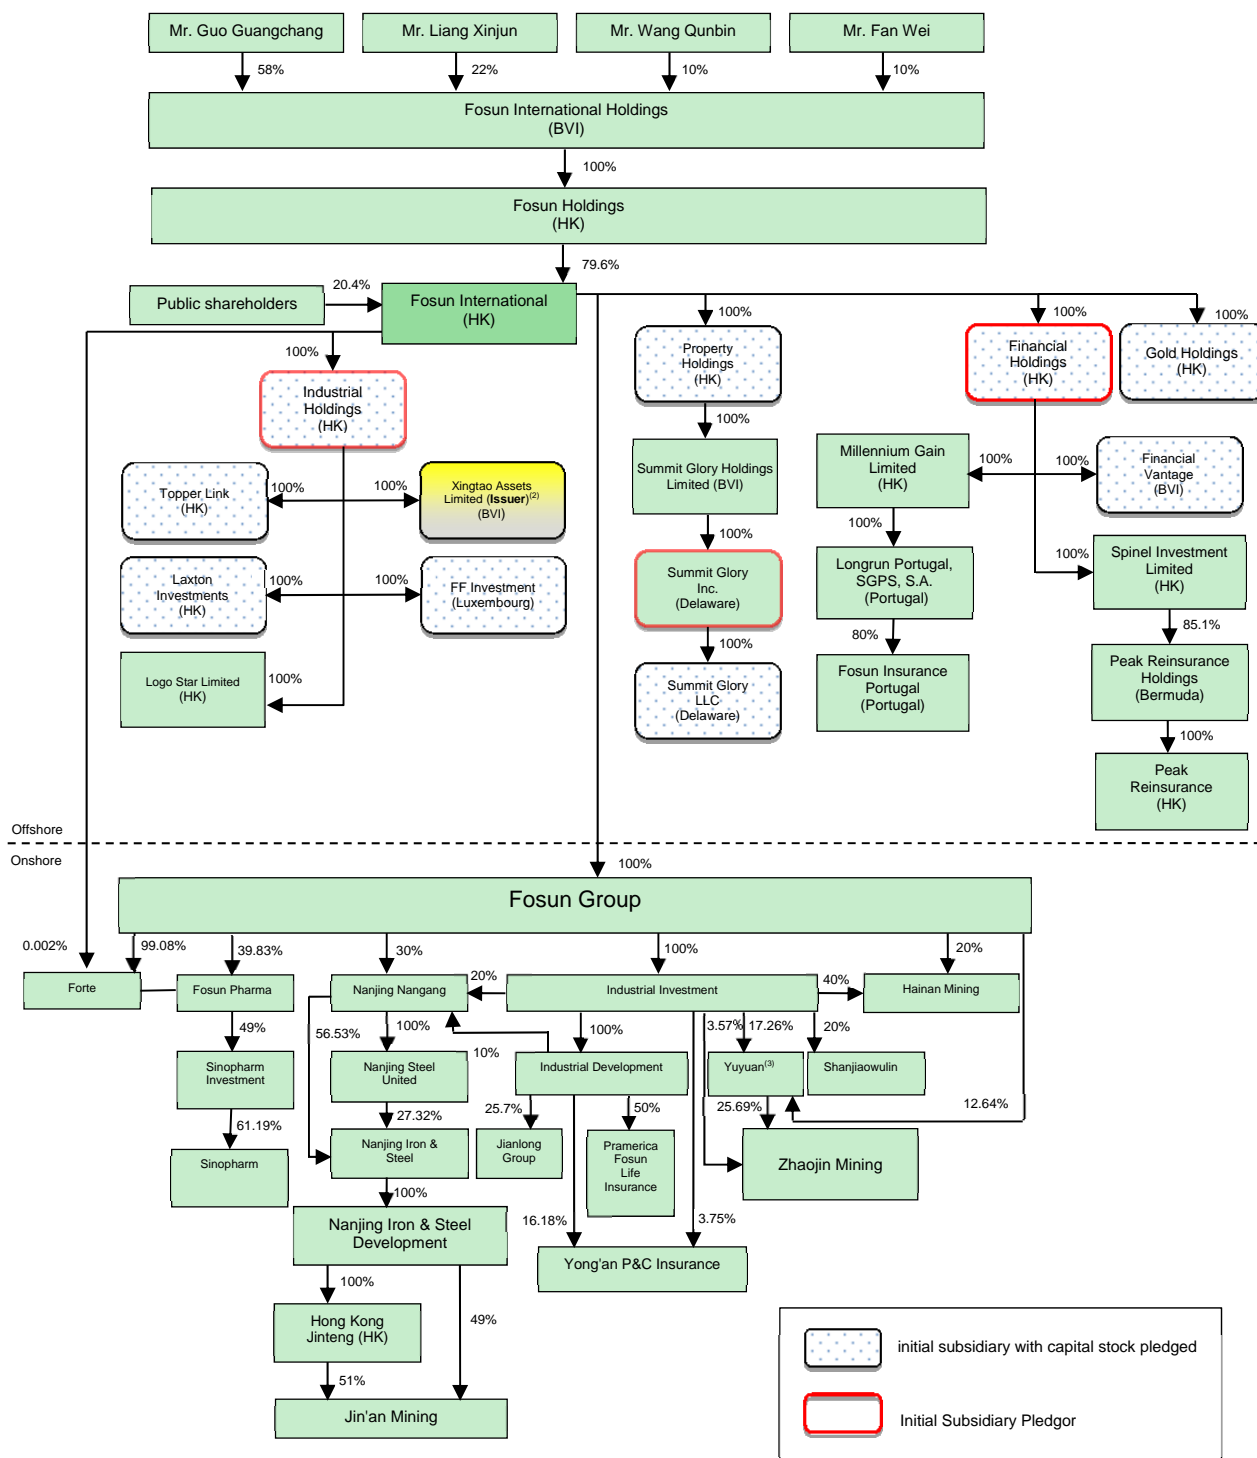 Mr. Guo Guangchang
Mr. Liang Xinjun
Mr. Wang Qunbin
Mr. Fan Wei
58%
22%
10%
10%
Fosun International Holdings
(BVI)
100%
Fosun Holdings
(HK)
79.6%
Public shareholders
20.4%
Fosun International
(HK)
100%
100%
100%
100%
Industrial
Holdings
(HK)
Property
Holdings
(HK)
Financial
Holdings
(HK)
Gold Holdings
(HK)
Topper Link
(HK)
100%
100%
Xingtao Assets
Limited (Issuer)(2)
(BVI)
Laxton
Investments
(HK)
100%
100%
FF Investment
(Luxembourg)
Logo Star Limited
(HK)
100%
100%
Summit Glory Holdings
Limited (BVI)
100%
Summit Glory
Inc.
(Delaware)
100%
Summit Glory
LLC
(Delaware)
Millennium Gain
Limited
(HK)
100%
100%
Financial
Vantage
(BVI)
100%
Longrun Portugal,
SGPS, S.A.
(Portugal)
80%
Fosun Insurance
Portugal
(Portugal)
100%
Spinel Investment
Limited
(HK)
85.1%
Peak Reinsurance
Holdings
(Bermuda)
100%
Peak
Reinsurance
(HK)
Offshore
Onshore
100%
Fosun Group
0.002%
99.08%
39.83%
30%
100%
20%
Forte
Fosun Pharma
Nanjing Nangang
20%
Industrial Investment
40%
Hainan Mining
49%
56.53%
100%
10%
100%
3.57%
17.26%
20%
Sinopharm
Investment
Nanjing Steel
United
Industrial Development
Yuyuan(3)
Shanjiaowulin
61.19%
27.32%
25.7%
50%
25.69%
12.64%
Sinopharm
Nanjing Iron &
Steel
Jianlong
Group
Pramerica
Fosun
Life
Insurance
Zhaojin Mining
100%
16.18%
3.75%
Nanjing Iron & Steel
Development
Yong'an P&C Insurance
100%
49%
Hong Kong
Jinteng (HK)
51%
Jin'an Mining
initial subsidiary with capital stock pledged
Initial Subsidiary Pledgor